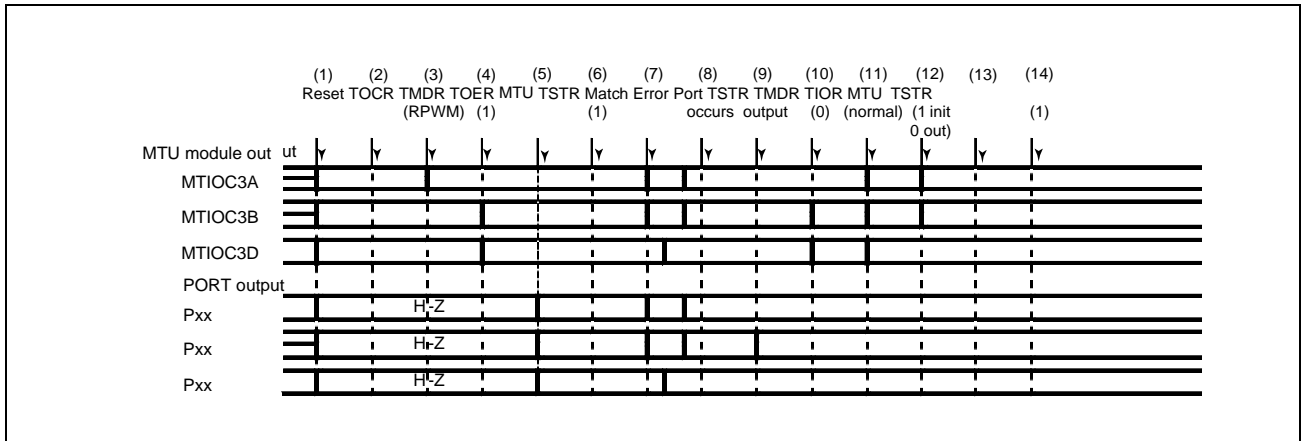 (1) (2) (3) (4) (5) (6) (7) (8) (9) (10) (11) (12) (13) (14)
Reset TOCR TMDR TOER MTU TSTR Match Error Port TSTR TMDR TIOR MTU TSTR
(RPWM) (1) (1) occurs output (0) (normal) (1 init (1)
0 out)
MTU module out ut
MTIOC3A
MTIOC3B
MTIOC3D
PORT output
Pxx H-Z
Pxx H-Z
Pxx H-Z